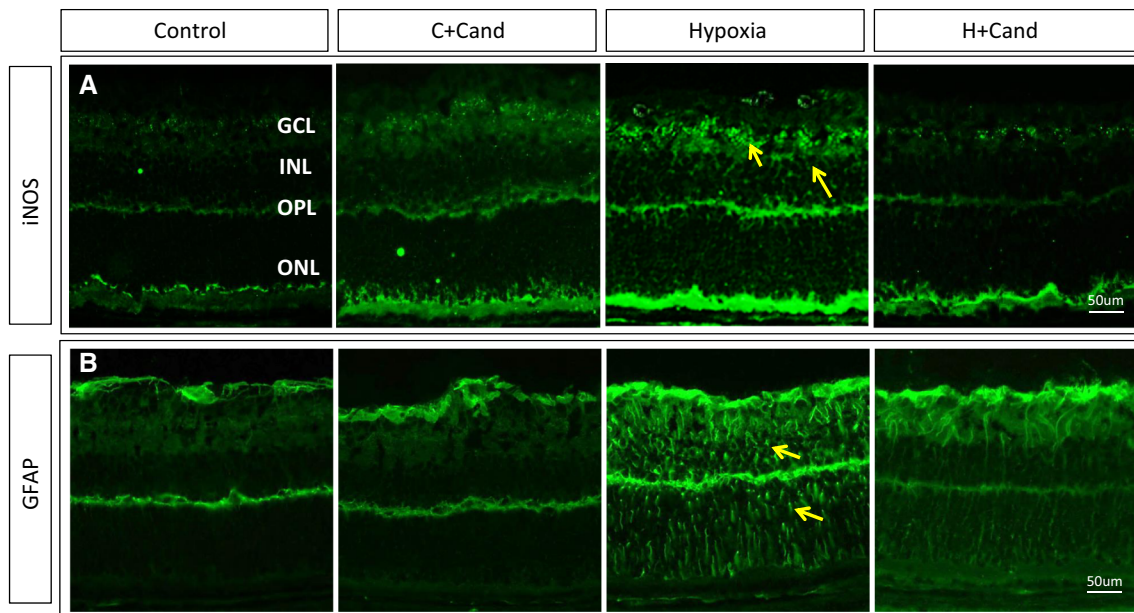 Control
C+Cand
Hypoxia
H+Cand
iNOS
A
GCL
INL
OPL
ONL
50um
GFAP
B
50um